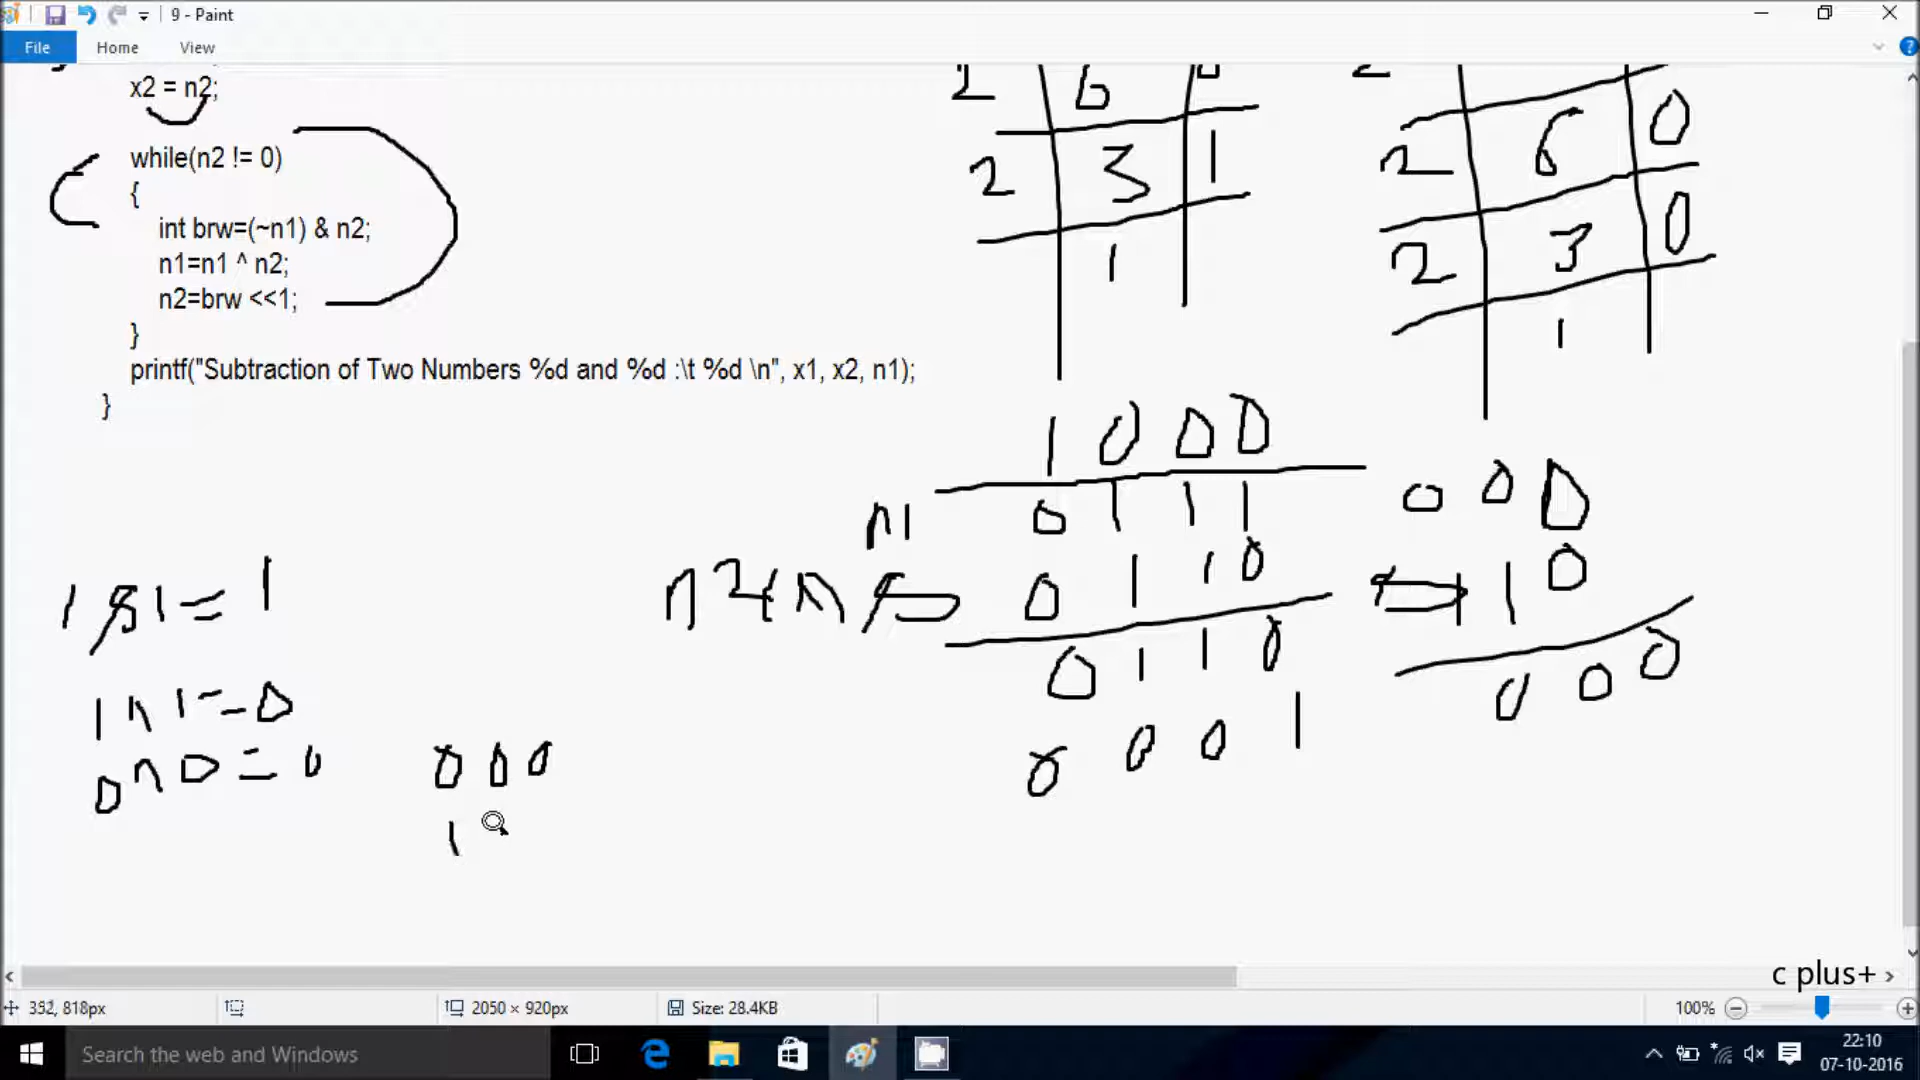 9 - Paint
File Home View
x2 = n2;
while(n2 != 0)
{
int brw=(~n1) & n2;
n1=n1 ^ n2;
n2=brw <<1;
}
printf("Subtraction of Two Numbers %d and %d :\t %d \n", x1, x2, n1);
}
2 6
2 3 1
1
2 6 0
2 3 0
1
1 0 0 0
n1 0 1 1 1
0 1 1 0
0 1 1 0
0 0 0 1
0 0 0
1 1 0
0 0 0
1 & 1 = 1
1 n 1 = 0
0 n 0 = 0
0 0 0
1
c plus+
332, 818px
2050 × 920px
Size: 28.4KB
100%
Search the web and Windows
22:10
07-10-2016